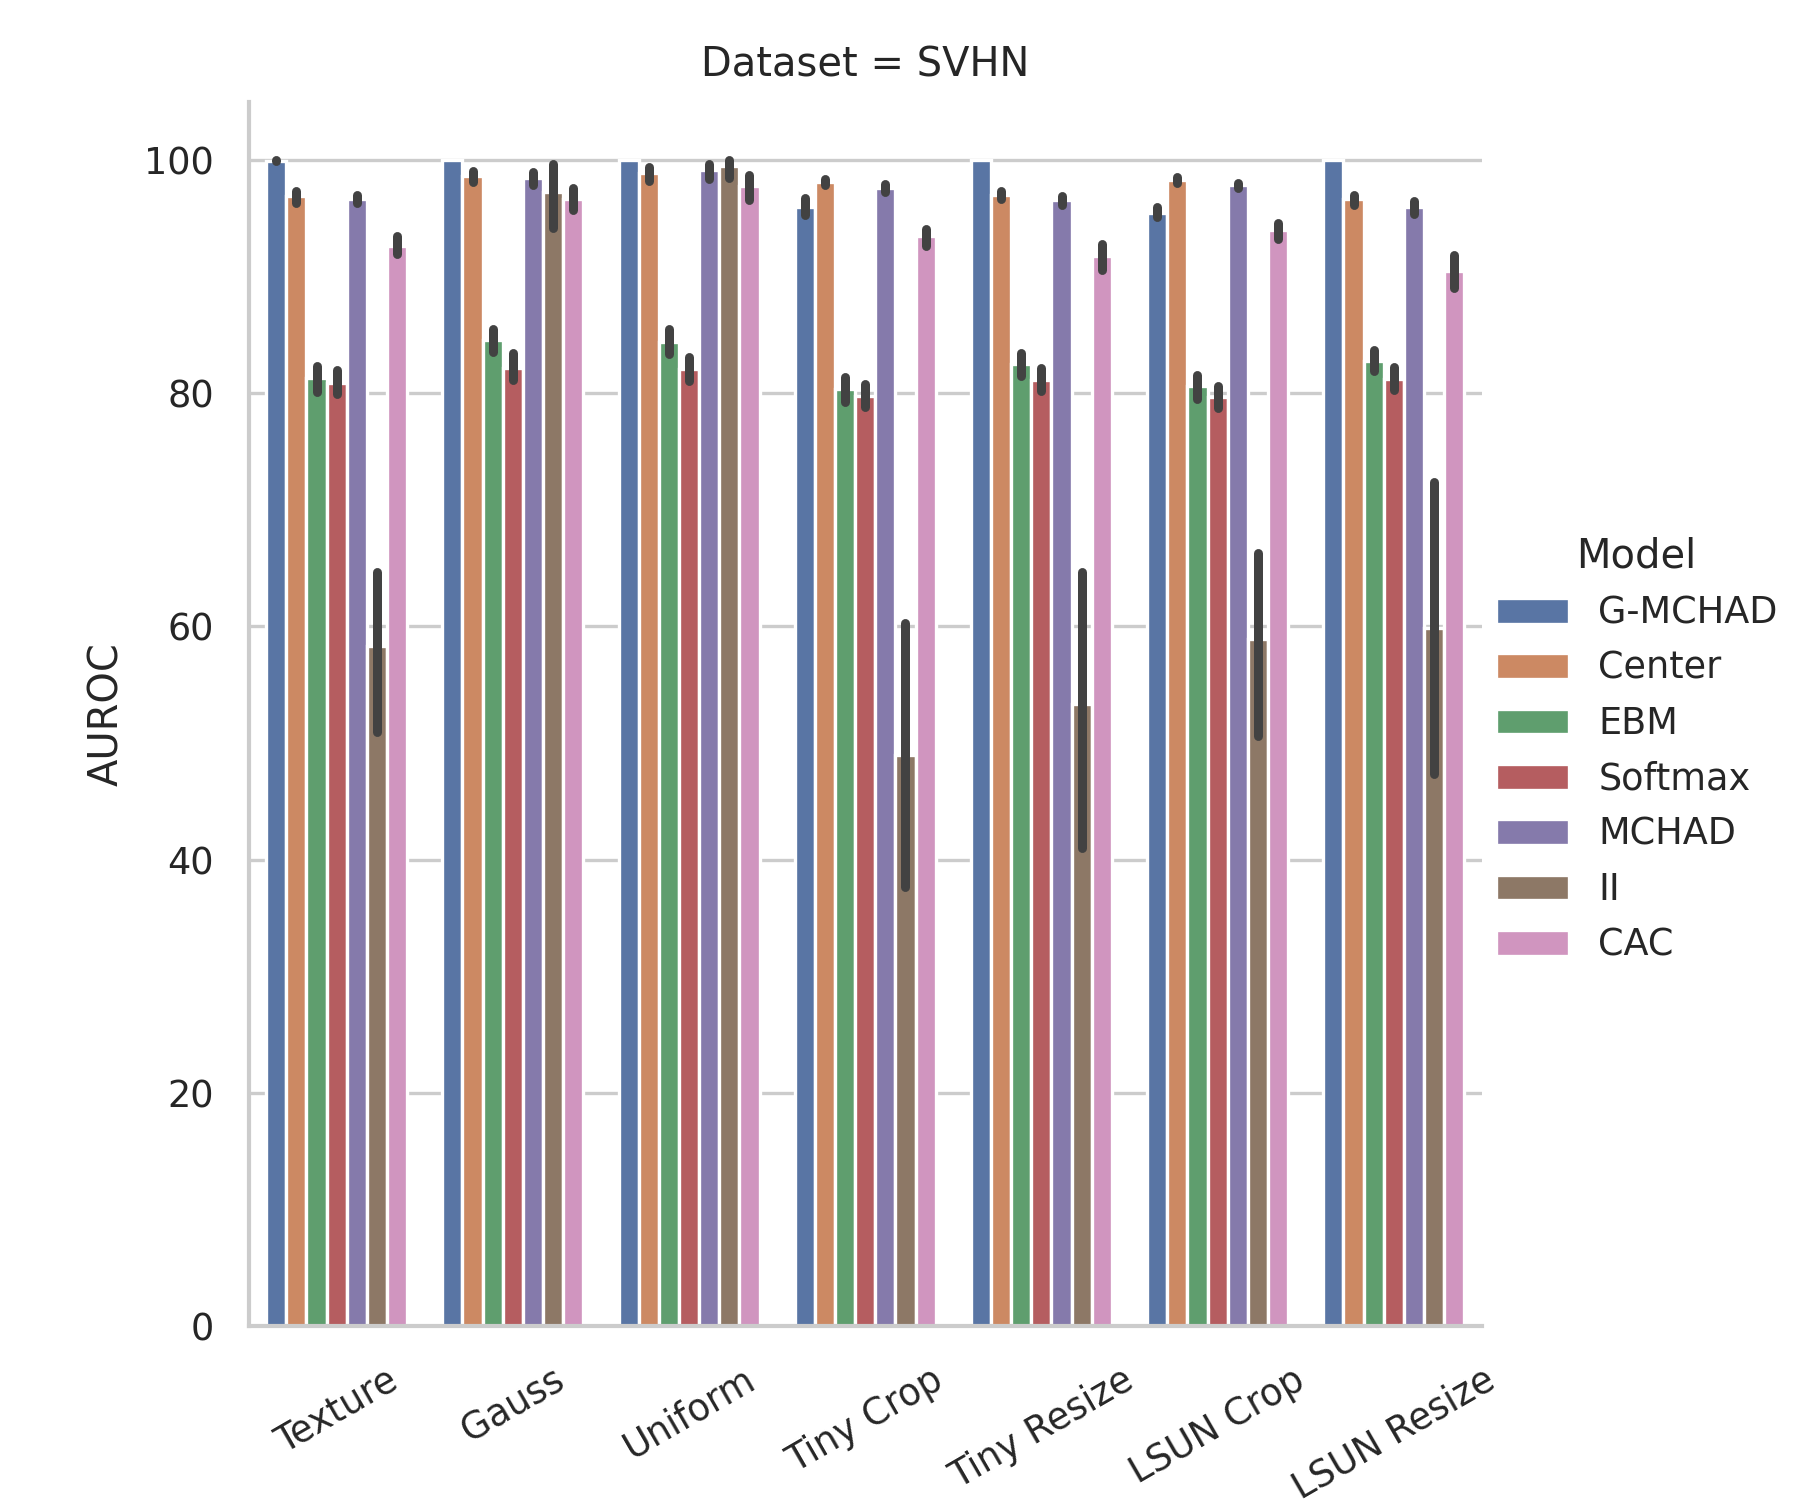 Dataset = SVHN
100
80
60
40
20
0
AUROC
Texture
Gauss
Uniform
Tiny Crop
Tiny Resize
LSUN Crop
LSUN Resize
Model
G-MCHAD
Center
EBM
Softmax
MCHAD
II
CAC